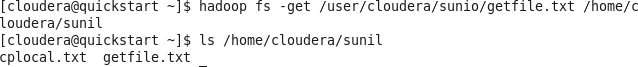 [cloudera@quickstart ~]$ hadoop fs -get /user/cloudera/sunio/getfile.txt /home/c
loudera/sunil
[cloudera@quickstart ~]$ ls /home/cloudera/sunil
cplocal.txt  getfile.txt _